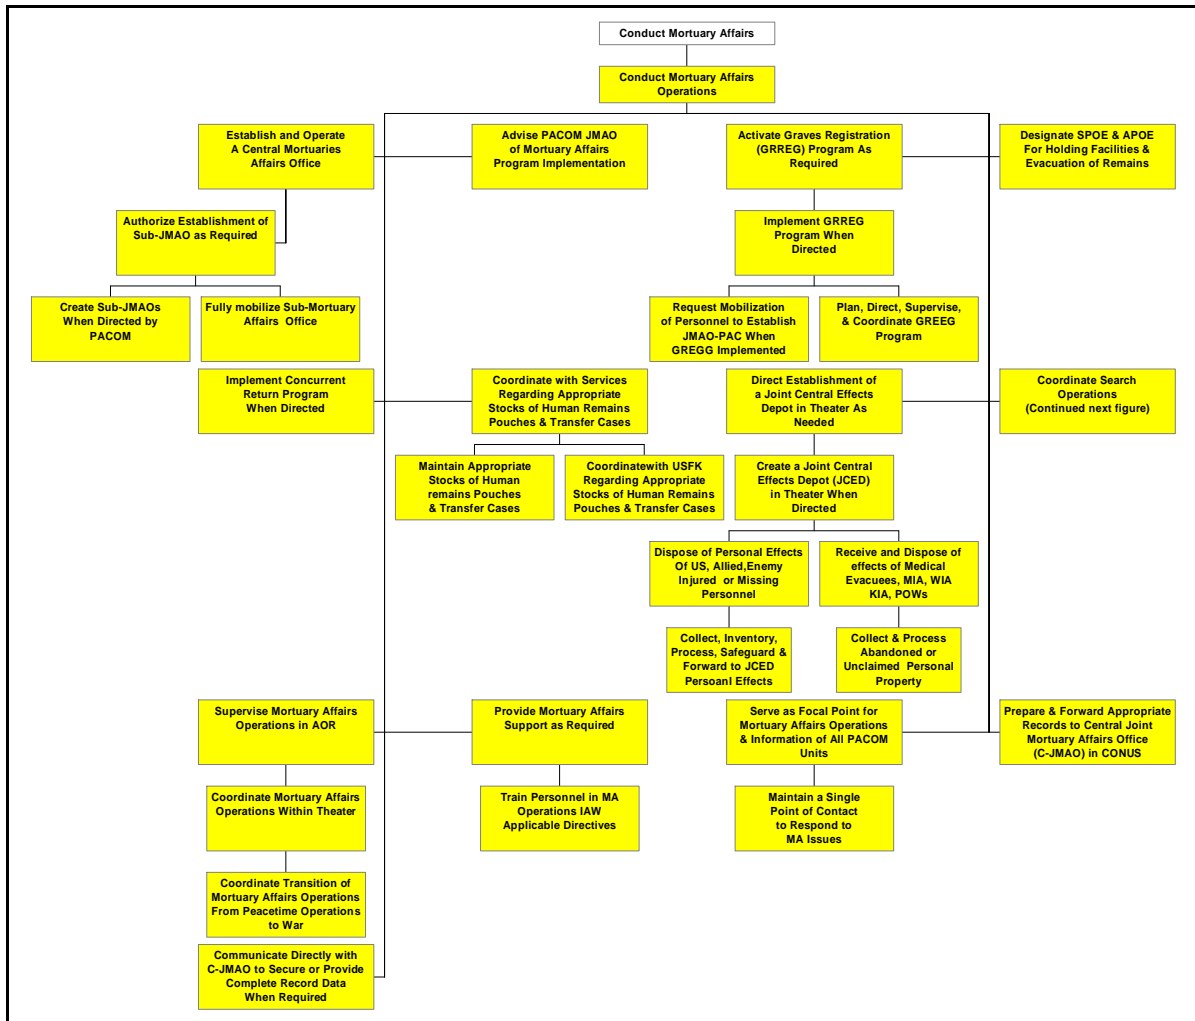 Conduct Mortuary Affairs
Conduct Mortuary Affairs
Operations
Establish and Operate
A Central Mortuaries
Affairs Office
Advise PACOM JMAO
of Mortuary Affairs
Program Implementation
Activate Graves Registration
(GRREG) Program As
Required
Designate SPOE & APOE
For Holding Facilities &
Evacuation of Remains
Authorize Establishment of
Sub-JMAO as Required
Implement GRREG
Program When
Directed
Create Sub-JMAOs
When Directed by
PACOM
Fully mobilize Sub-Mortuary
Affairs Office
Request Mobilization
of Personnel to Establish
JMAO-PAC When
GREGG Implemented
Plan, Direct, Supervise,
& Coordinate GREEG
Program
Implement Concurrent
Return Program
When Directed
Coordinate with Services
Regarding Appropriate
Stocks of Human Remains
Pouches & Transfer Cases
Direct Establishment of
a Joint Central Effects
Depot in Theater As
Needed
Coordinate Search
Operations
(Continued next figure)
Maintain Appropriate
Stocks of Human
remains Pouches
& Transfer Cases
Coordinatewith USFK
Regarding Appropriate
Stocks of Human Remains
Pouches & Transfer Cases
Create a Joint Central
Effects Depot (JCED)
in Theater When
Directed
Dispose of Personal Effects
Of US, Allied,Enemy
Injured or Missing
Personnel
Receive and Dispose of
effects of Medical
Evacuees, MIA, WIA
KIA, POWs
Collect, Inventory,
Process, Safeguard &
Forward to JCED
Persoanl Effects
Collect & Process
Abandoned or
Unclaimed Personal
Property
Supervise Mortuary Affairs
Operations in AOR
Provide Mortuary Affairs
Support as Required
Serve as Focal Point for
Mortuary Affairs Operations
& Information of All PACOM
Units
Prepare & Forward Appropriate
Records to Central Joint
Mortuary Affairs Office
(C-JMAO) in CONUS
Coordinate Mortuary Affairs
Operations Within Theater
Train Personnel in MA
Operations IAW
Applicable Directives
Maintain a Single
Point of Contact
to Respond to
MA Issues
Coordinate Transition of
Mortuary Affairs Operations
From Peacetime Operations
to War
Communicate Directly with
C-JMAO to Secure or Provide
Complete Record Data
When Required